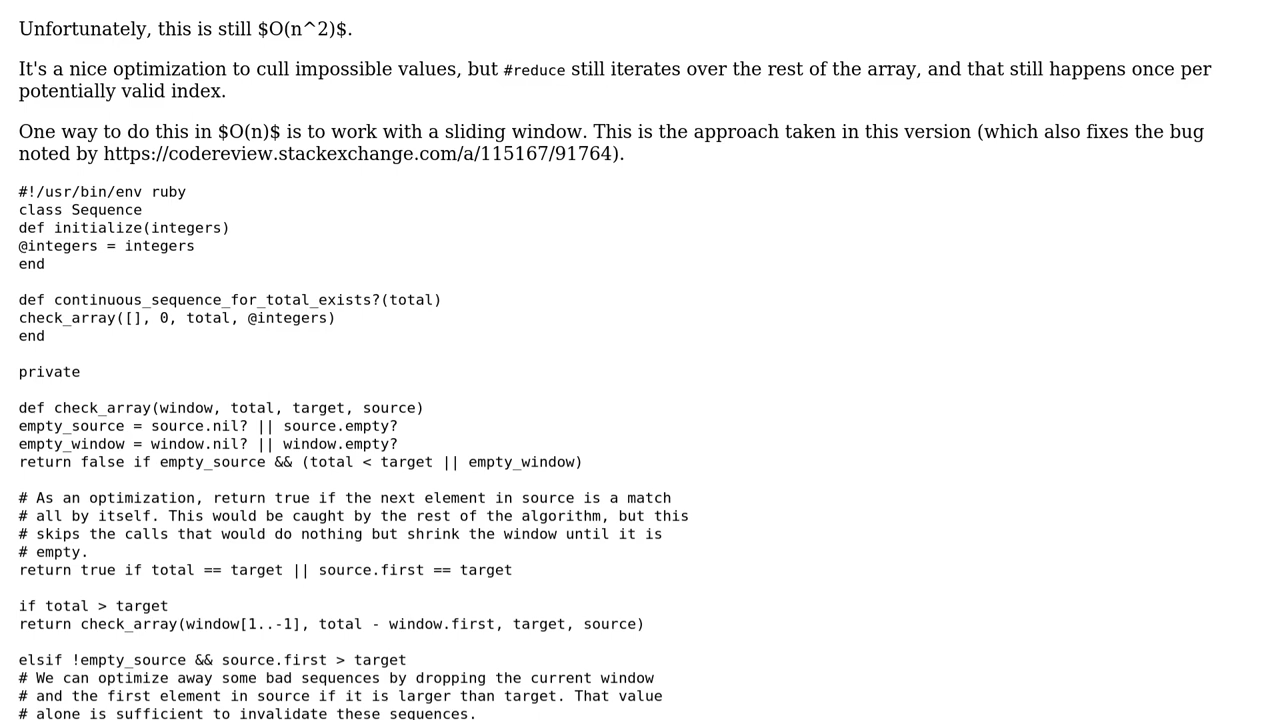 Unfortunately, this is still $O(n^2)$.
It's a nice optimization to cull impossible values, but #reduce still iterates over the rest of the array, and that still happens once per
potentially valid index.
One way to do this in $O(n)$ is to work with a sliding window. This is the approach taken in this version (which also fixes the bug
noted by https://codereview.stackexchange.com/a/115167/91764).
#!/usr/bin/env ruby
class Sequence
def initialize(integers)
@integers = integers
end
def continuous_sequence_for_total_exists?(total)
check_array([], 0, total, @integers)
end
private
def check_array(window, total, target, source)
empty_source = source.nil? || source.empty?
empty_window = window.nil? || window.empty?
return false if empty_source && (total < target || empty_window)
# As an optimization, return true if the next element in source is a match
# all by itself. This would be caught by the rest of the algorithm, but this
# skips the calls that would do nothing but shrink the window until it is
# empty.
return true if total == target || source.first == target
if total > target
return check_array(window[1..-1], total - window.first, target, source)
elsif !empty_source && source.first > target
# We can optimize away some bad sequences by dropping the current window
# and the first element in source if it is larger than target. That value
# alone is sufficient to invalidate these sequences.